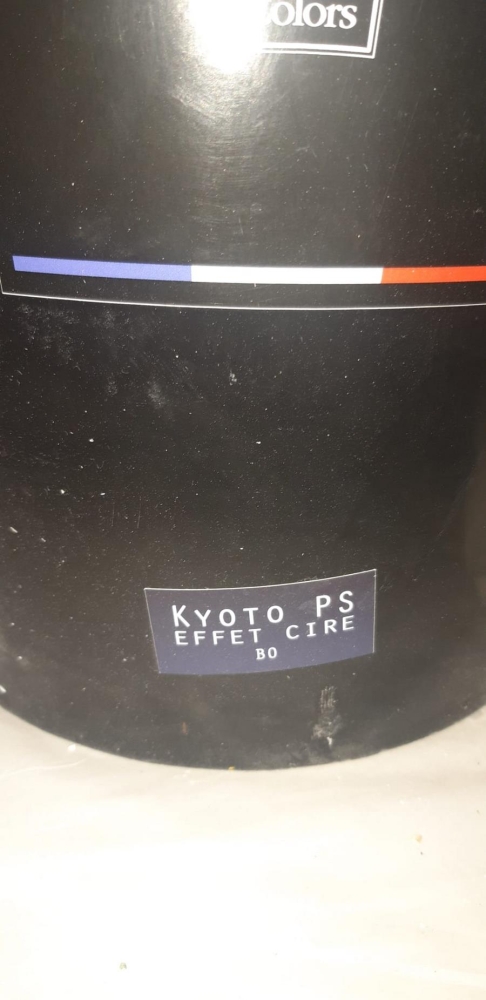 olors
KYOTO PS
EFFET CIRE
BO